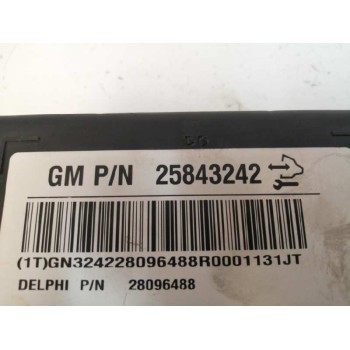 GM P/N 25843242
(1T)GN324228096488R0001131JT
DELPHI P/N 28096488